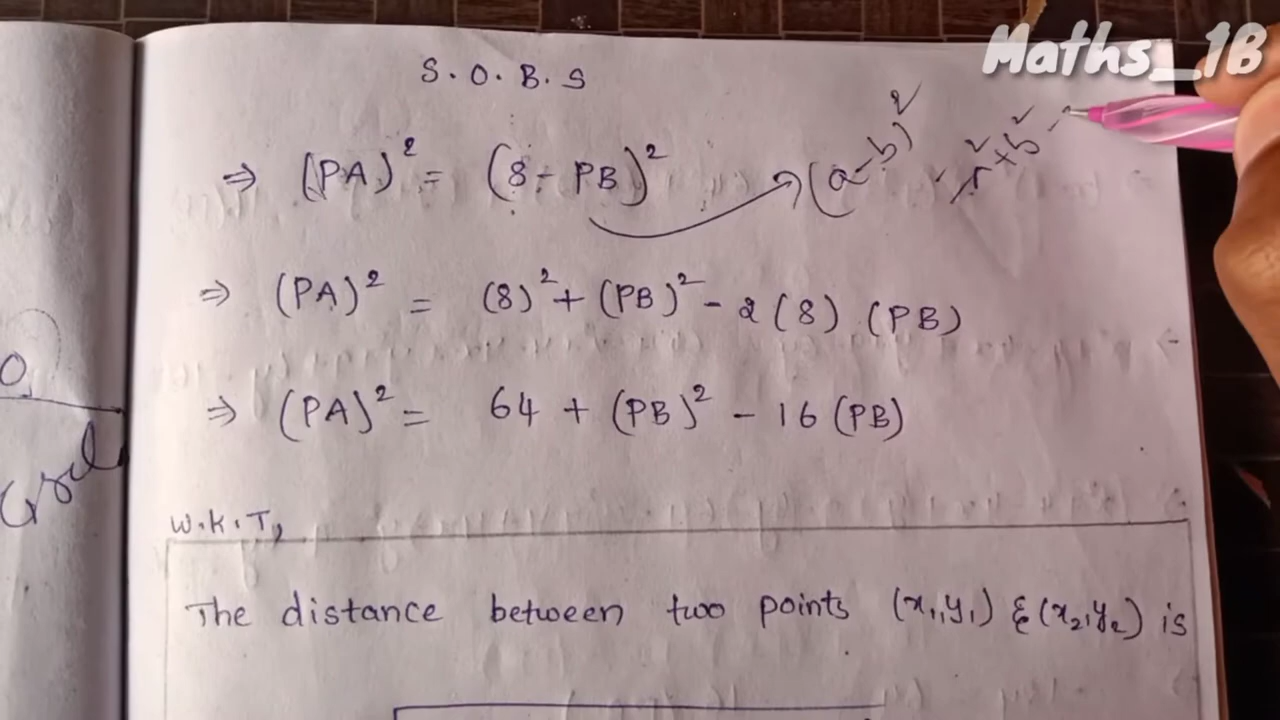 Maths_1B
S.O.B.S
⇒ (PA)² = (8 - PB)² (a-b)²
⇒ (PA)² = (8)² + (PB)² - 2(8)(PB)
⇒ (PA)² = 64 + (PB)² - 16(PB)
W.K.T,
The distance between two points (x₁,y₁) & (x₂,y₂) is